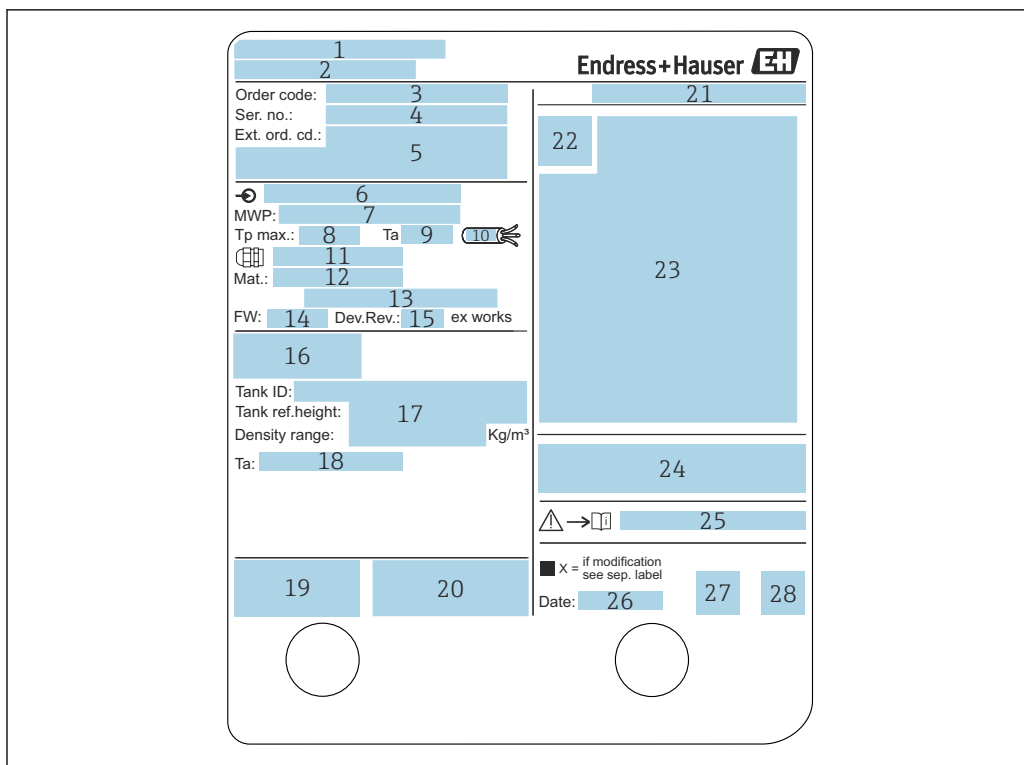 1
2
Endress+Hauser EH
Order code: 3
Ser. no.: 4
Ext. ord. cd.:
5
6
MWP: 7
Tp max.: 8 Ta 9 10
11
Mat.: 12
13
FW: 14 Dev.Rev.: 15 ex works
16
Tank ID:
Tank ref.height: 17
Density range: Kg/m³
Ta: 18
19 20
21
22
23
24
i 25
X = if modification
see sep. label
Date: 26 27 28